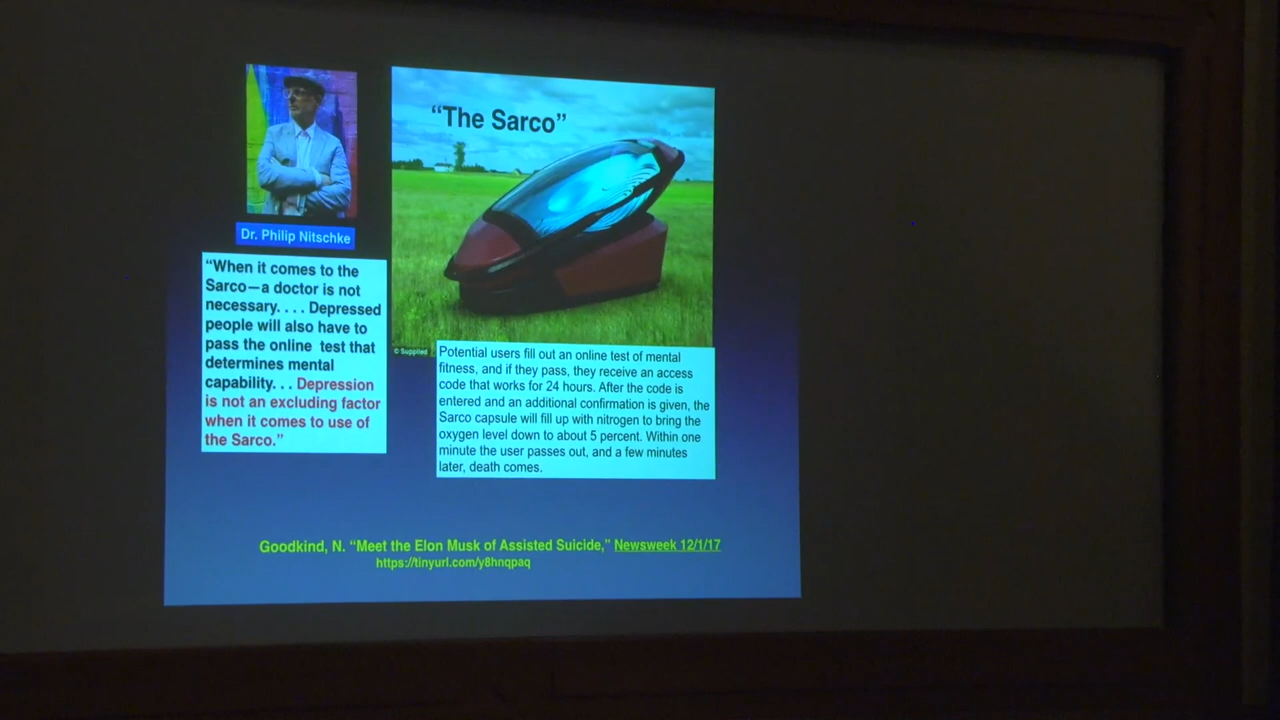 “The Sarco”
Dr. Philip Nitschke
“When it comes to the
Sarco—a doctor is not
necessary. . . . Depressed
people will also have to
pass the online test that
determines mental
capability. . . Depression
is not an excluding factor
when it comes to use of
the Sarco.”
© Supplied
Potential users fill out an online test of mental
fitness, and if they pass, they receive an access
code that works for 24 hours. After the code is
entered and an additional confirmation is given, the
Sarco capsule will fill up with nitrogen to bring the
oxygen level down to about 5 percent. Within one
minute the user passes out, and a few minutes
later, death comes.
Goodkind, N. “Meet the Elon Musk of Assisted Suicide,” Newsweek 12/1/17
https://tinyurl.com/y8hnqpaq